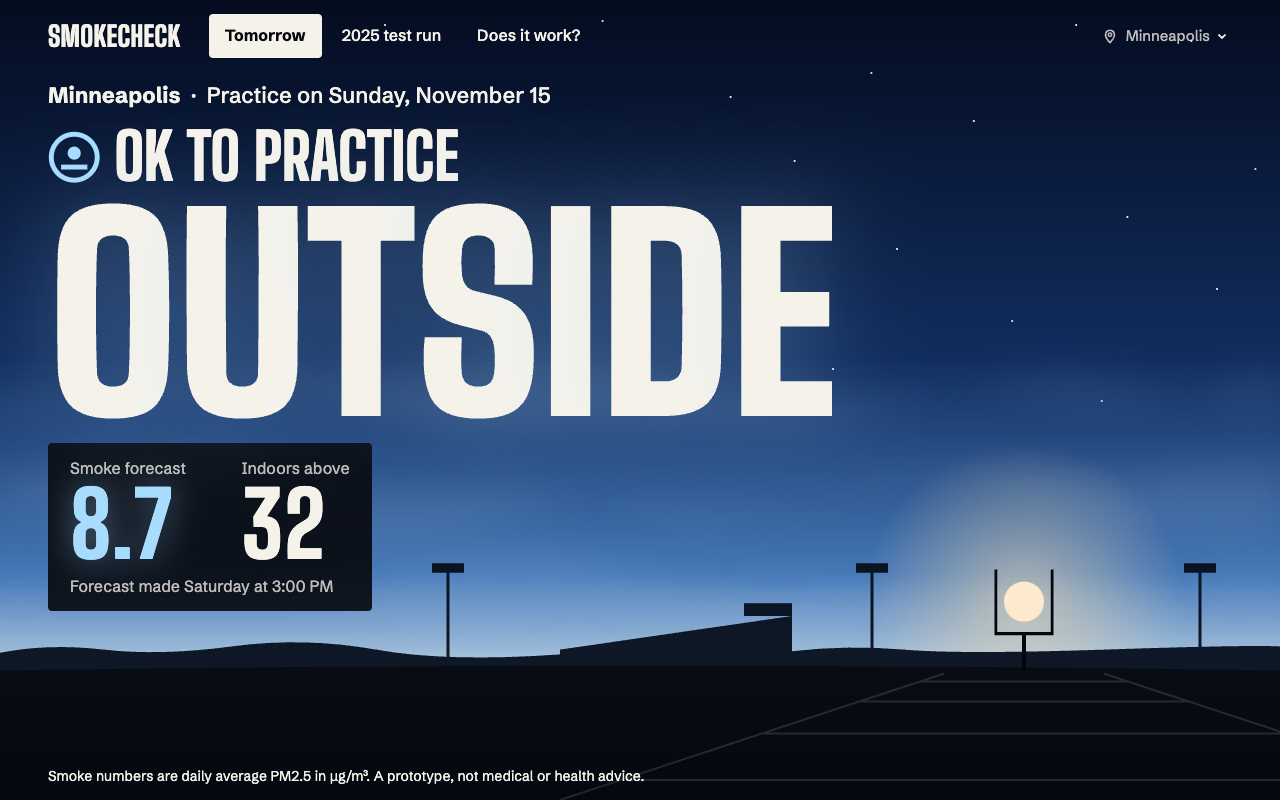 SMOKECHECK
Tomorrow
2025 test run
Does it work?
Minneapolis
Minneapolis · Practice on Sunday, November 15
OK TO PRACTICE
OUTSIDE
Smoke forecast
8.7
Indoors above
32
Forecast made Saturday at 3:00 PM
Smoke numbers are daily average PM2.5 in µg/m³. A prototype, not medical or health advice.